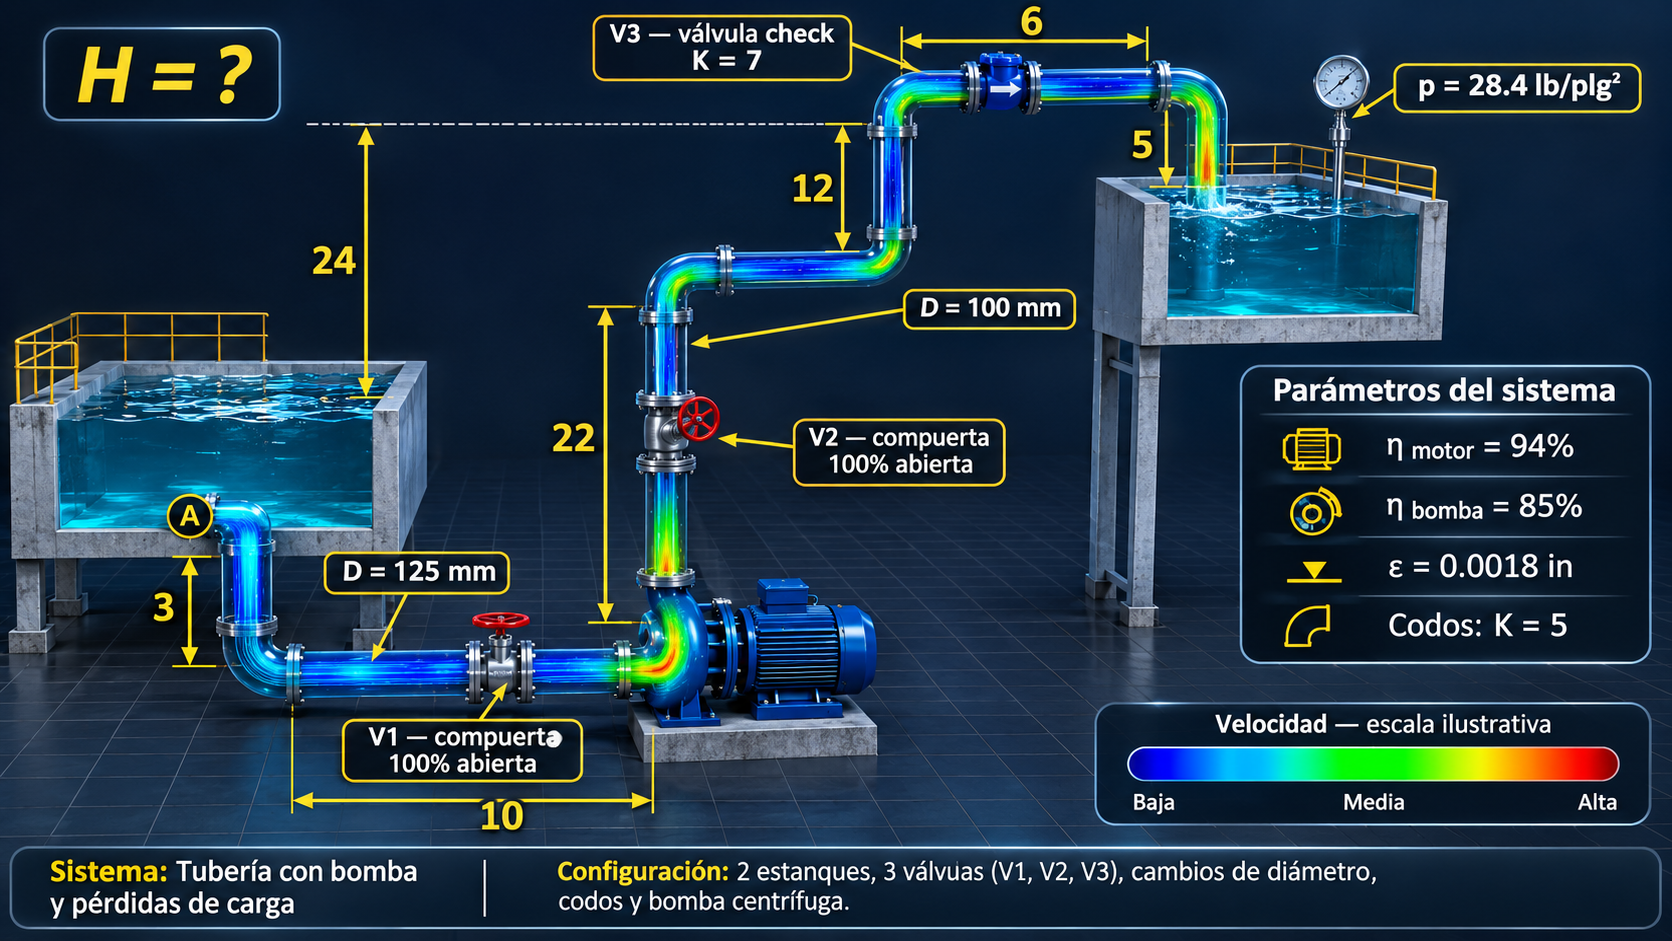 H = ?
V3 — válvula check
K = 7
6
p = 28.4 lb/plg²
5
12
24
D = 100 mm
22
V2 — compuerta
100% abierta
A
D = 125 mm
3
V1 — compuerta
100% abierta
10
Parámetros del sistema
η motor = 94%
η bomba = 85%
ε = 0.0018 in
Codos: K = 5
Velocidad — escala ilustrativa
Baja Media Alta
Sistema: Tubería con bomba
y pérdidas de carga
Configuración: 2 estanques, 3 válvuas (V1, V2, V3), cambios de diámetro,
codos y bomba centrífuga.